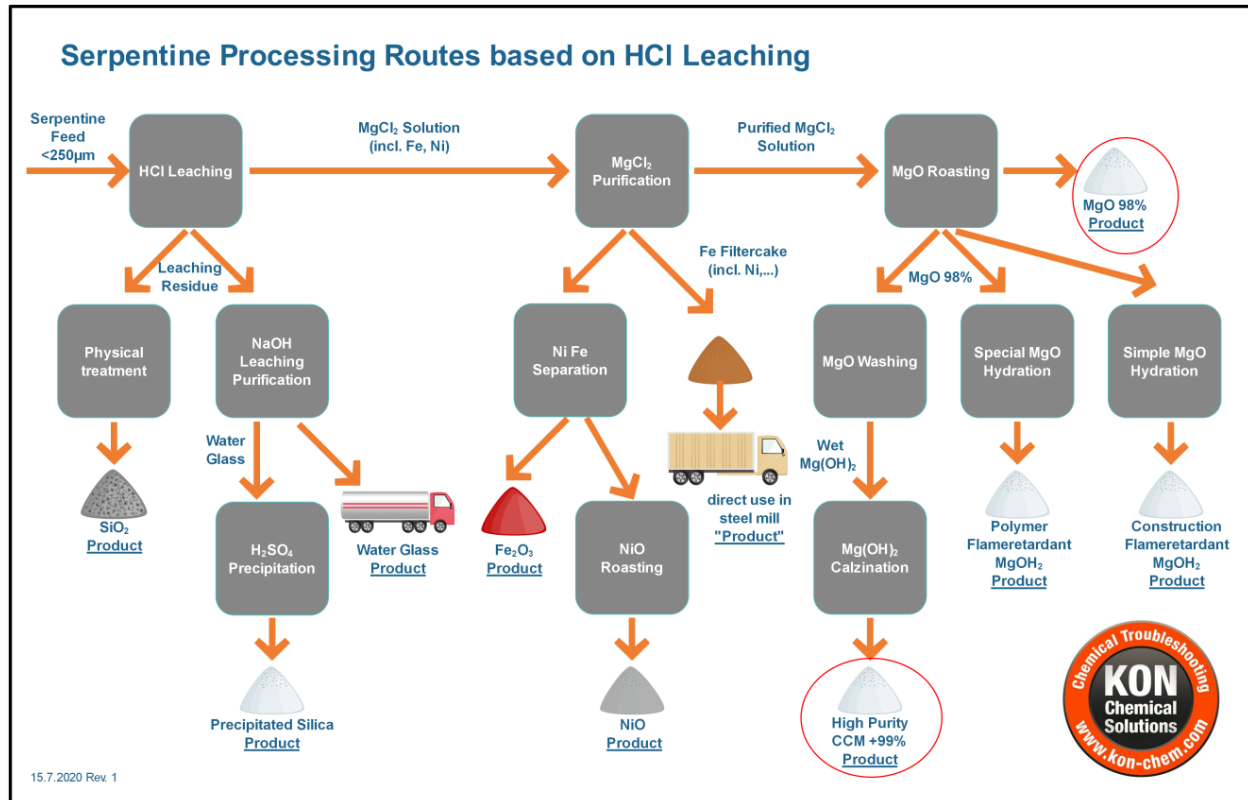 Serpentine Processing Routes based on HCl Leaching
Serpentine
Feed
<250µm
HCl Leaching
MgCl₂ Solution
(incl. Fe, Ni)
MgCl₂
Purification
Purified MgCl₂
Solution
MgO Roasting
MgO 98%
Product
Leaching
Residue
Fe Filtercake
(incl. Ni,...)
MgO 98%
Physical
treatment
NaOH
Leaching
Purification
Ni Fe
Separation
MgO Washing
Special MgO
Hydration
Simple MgO
Hydration
Water
Glass
Wet
Mg(OH)₂
SiO₂
Product
H₂SO₄
Precipitation
Water Glass
Product
Fe₂O₃
Product
NiO
Roasting
direct use in
steel mill
"Product"
Mg(OH)₂
Calzination
Polymer
Flameretardant
MgOH₂
Product
Construction
Flameretardant
MgOH₂
Product
Precipitated Silica
Product
NiO
Product
High Purity
CCM +99%
Product
Chemical Troubleshooting
KON
Chemical
Solutions
www.kon-chem.com
15.7.2020 Rev. 1